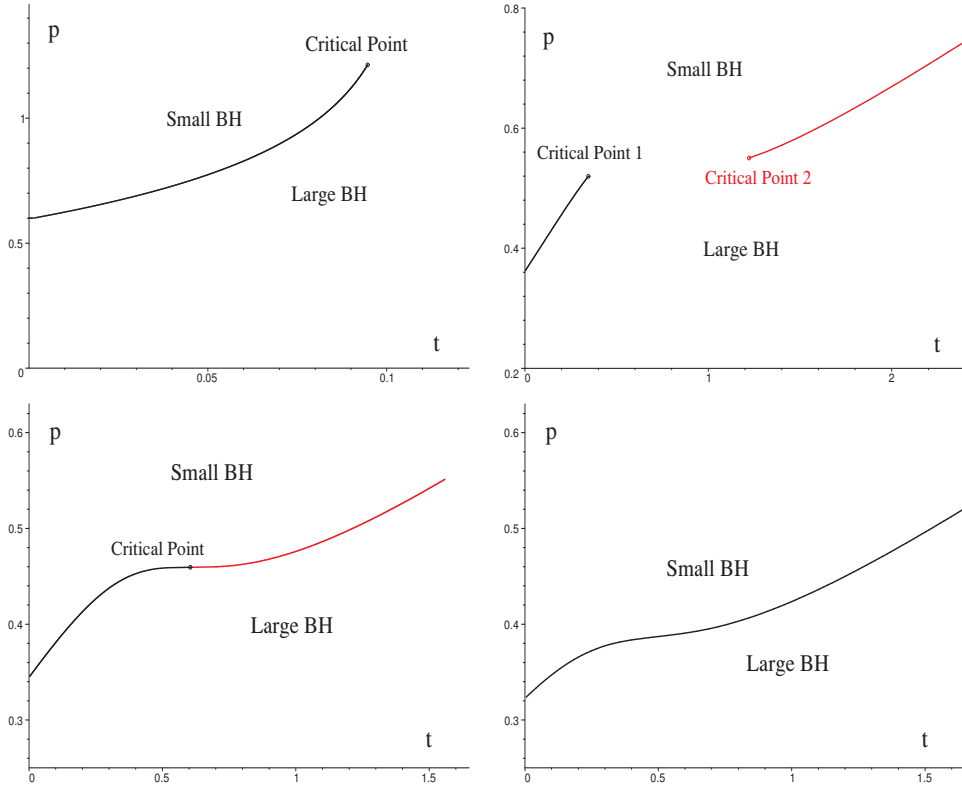 p
Critical Point
Small BH
1
Large BH
0.5
t
0
0.05
0.1
0.8
p
Small BH
0.6
Critical Point 1
Critical Point 2
0.4
Large BH
t
0.2
0
1
2
0.6
p
Small BH
Critical Point
0.5
Large BH
0.4
0.3
t
0
0.5
1
1.5
0.6
p
0.5
Small BH
0.4
Large BH
0.3
t
0
0.5
1
1.5